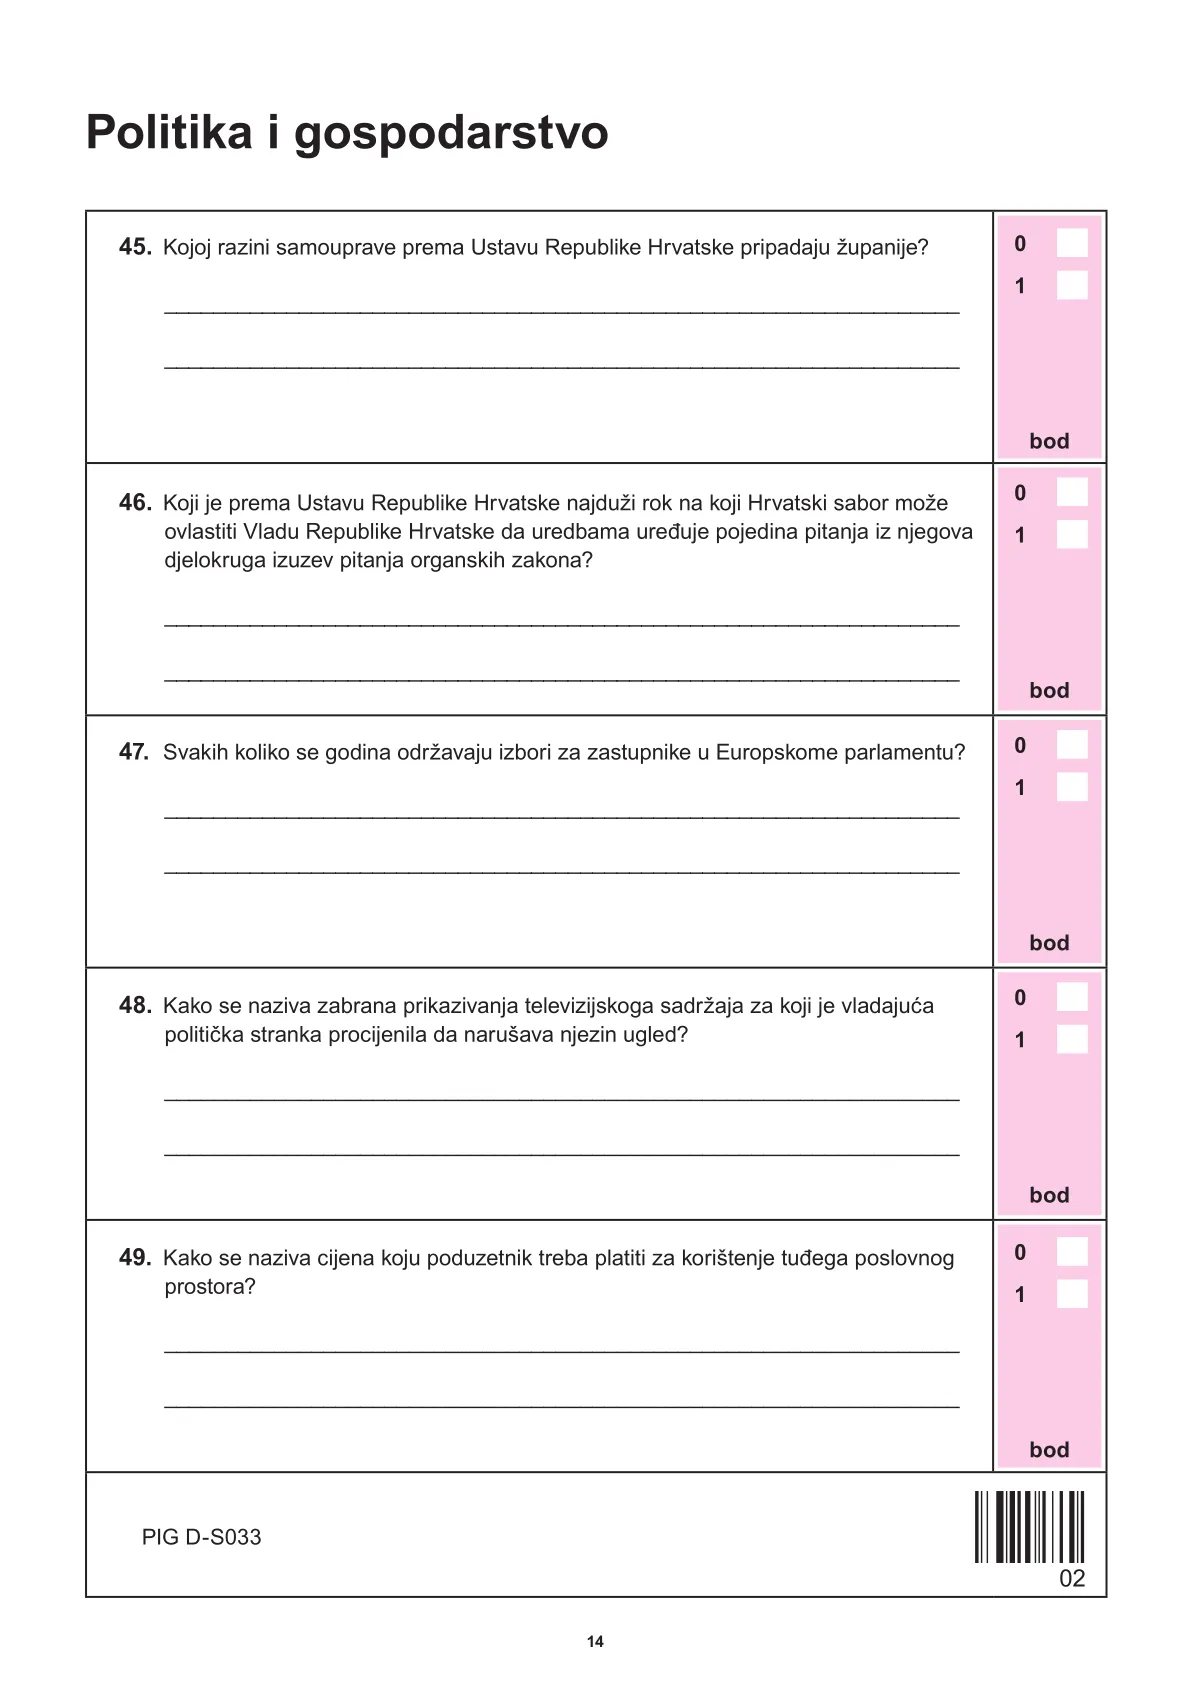 Politika i gospodarstvo
45. Kojoj razini samouprave prema Ustavu Republike Hrvatske pripadaju županije?
0
1
bod
46. Koji je prema Ustavu Republike Hrvatske najduži rok na koji Hrvatski sabor može
ovlastiti Vladu Republike Hrvatske da uredbama uređuje pojedina pitanja iz njegova
djelokruga izuzev pitanja organskih zakona?
0
1
bod
47. Svakih koliko se godina održavaju izbori za zastupnike u Europskome parlamentu?
0
1
bod
48. Kako se naziva zabrana prikazivanja televizijskoga sadržaja za koji je vladajuća
politička stranka procijenila da narušava njezin ugled?
0
1
bod
49. Kako se naziva cijena koju poduzetnik treba platiti za korištenje tuđega poslovnog
prostora?
0
1
bod
PIG D-S033
02
14